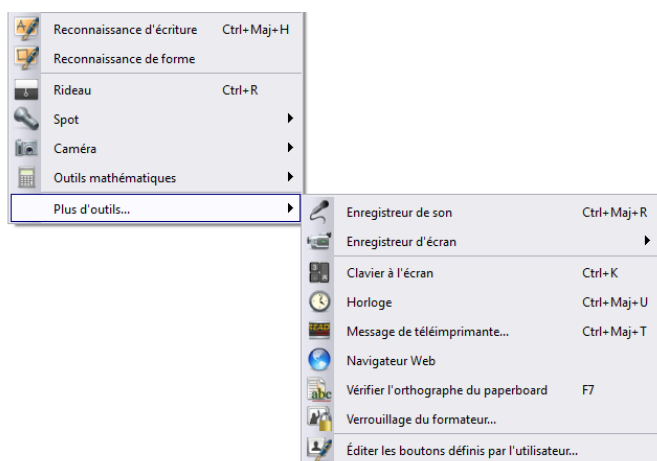 Reconnaissance d'écriture Ctrl+Maj+H
Reconnaissance de forme
Rideau Ctrl+R
Spot
Caméra
Outils mathématiques
Plus d'outils...
Enregistreur de son Ctrl+Maj+R
Enregistreur d'écran
Clavier à l'écran Ctrl+K
Horloge Ctrl+Maj+U
Message de téléimprimante... Ctrl+Maj+T
Navigateur Web
Vérifier l'orthographe du paperboard F7
Verrouillage du formateur...
Éditer les boutons définis par l'utilisateur...